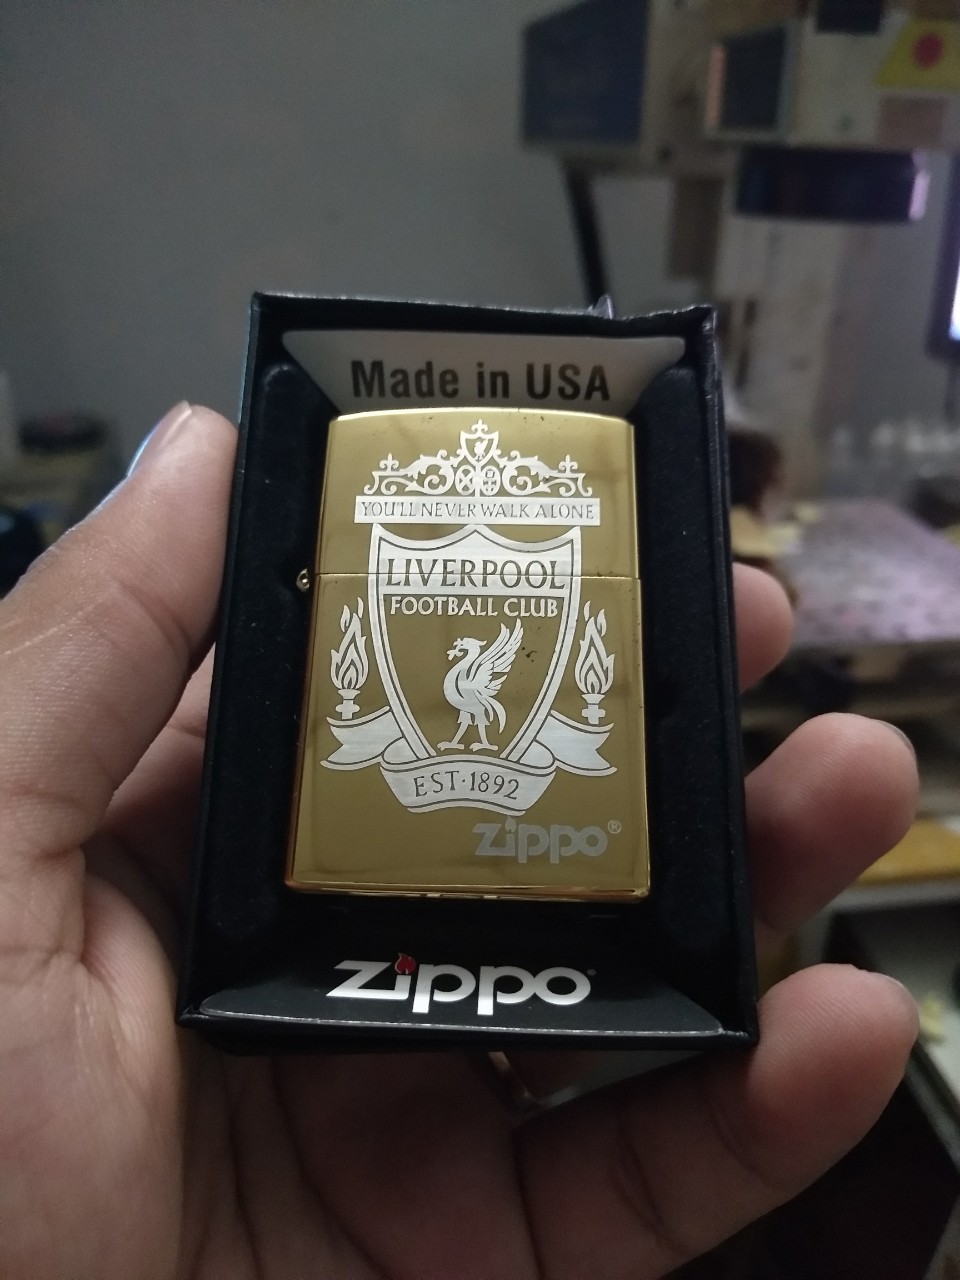 Made in USA
YOU'LL NEVER WALK ALONE
LIVERPOOL
FOOTBALL CLUB
EST·1892
zippo®
zippo